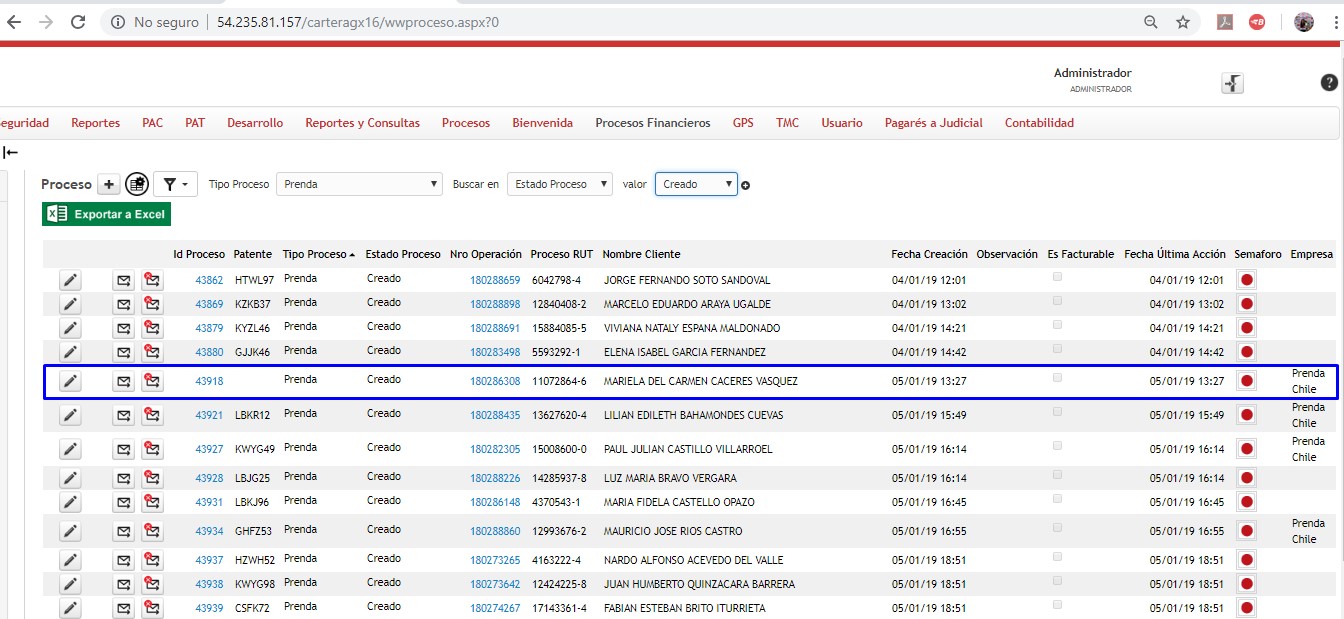 No seguro | 54.235.81.157/carteragx16/wwproceso.aspx?0
Administrador
ADMINISTRADOR
eguridad Reportes PAC PAT Desarrollo Reportes y Consultas Procesos Bienvenida Procesos Financieros GPS TMC Usuario Pagarés a Judicial Contabilidad
Proceso Tipo Proceso Prenda Buscar en Estado Proceso valor Creado
Exportar a Excel
Id Proceso Patente Tipo Proceso Estado Proceso Nro Operación Proceso RUT Nombre Cliente Fecha Creación Observación Es Facturable Fecha Última Acción Semaforo Empresa
43862 HTWL97 Prenda Creado 180288659 6042798-4 JORGE FERNANDO SOTO SANDOVAL 04/01/19 12:01 04/01/19 12:01
43869 KZKB37 Prenda Creado 180288898 12840408-2 MARCELO EDUARDO ARAYA UGALDE 04/01/19 13:02 04/01/19 13:02
43879 KYZL46 Prenda Creado 180288691 15884085-5 VIVIANA NATALY ESPANA MALDONADO 04/01/19 14:21 04/01/19 14:21
43880 GJJK46 Prenda Creado 180283498 5593292-1 ELENA ISABEL GARCIA FERNANDEZ 04/01/19 14:42 04/01/19 14:42
43918 Prenda Creado 180286308 11072864-6 MARIELA DEL CARMEN CACERES VASQUEZ 05/01/19 13:27 05/01/19 13:27 Prenda
Chile
43921 LBKR12 Prenda Creado 180288435 13627620-4 LILIAN EDILETH BAHAMONDES CUEVAS 05/01/19 15:49 05/01/19 15:49 Prenda
Chile
43927 KWYG49 Prenda Creado 180282305 15008600-0 PAUL JULIAN CASTILLO VILLARROEL 05/01/19 16:14 05/01/19 16:14 Prenda
Chile
43928 LBJG25 Prenda Creado 180288226 14285937-8 LUZ MARIA BRAVO VERGARA 05/01/19 16:14 05/01/19 16:14
43931 LBKJ96 Prenda Creado 180286148 4370543-1 MARIA FIDELA CASTELLO OPAZO 05/01/19 16:45 05/01/19 16:45
43934 GHFZ53 Prenda Creado 180288860 12993676-2 MAURICIO JOSE RIOS CASTRO 05/01/19 16:55 05/01/19 16:55 Prenda
Chile
43937 HZWH52 Prenda Creado 180273265 4163222-4 NARDO ALFONSO ACEVEDO DEL VALLE 05/01/19 18:51 05/01/19 18:51
43938 KWYG98 Prenda Creado 180273642 12424225-8 JUAN HUMBERTO QUINZACARA BARRERA 05/01/19 18:51 05/01/19 18:51
43939 CSFK72 Prenda Creado 180274267 17143361-4 FABIAN ESTEBAN BRITO ITURRIETA 05/01/19 18:51 05/01/19 18:51